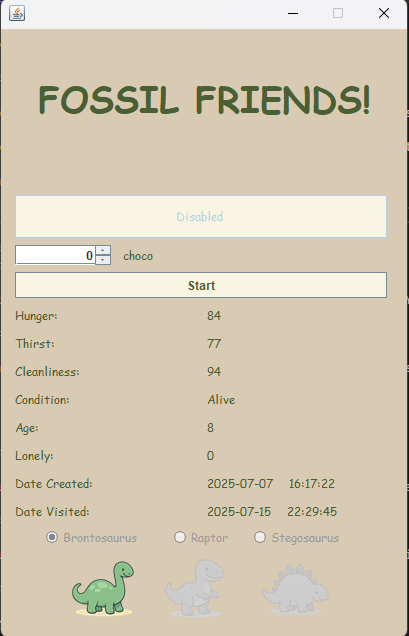 FOSSIL FRIENDS!
Disabled
0 choco
Start
Hunger: 84
Thirst: 77
Cleanliness: 94
Condition: Alive
Age: 8
Lonely: 0
Date Created: 2025-07-07 16:17:22
Date Visited: 2025-07-15 22:29:45
Brontosaurus Raptor Stegosaurus